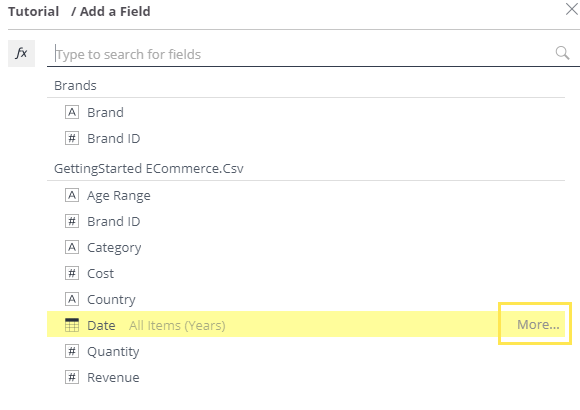 Tutorial / Add a Field
fx
Type to search for fields
Brands
A Brand
# Brand ID
GettingStarted ECommerce.Csv
A Age Range
# Brand ID
A Category
# Cost
A Country
Date All Items (Years) More...
# Quantity
# Revenue